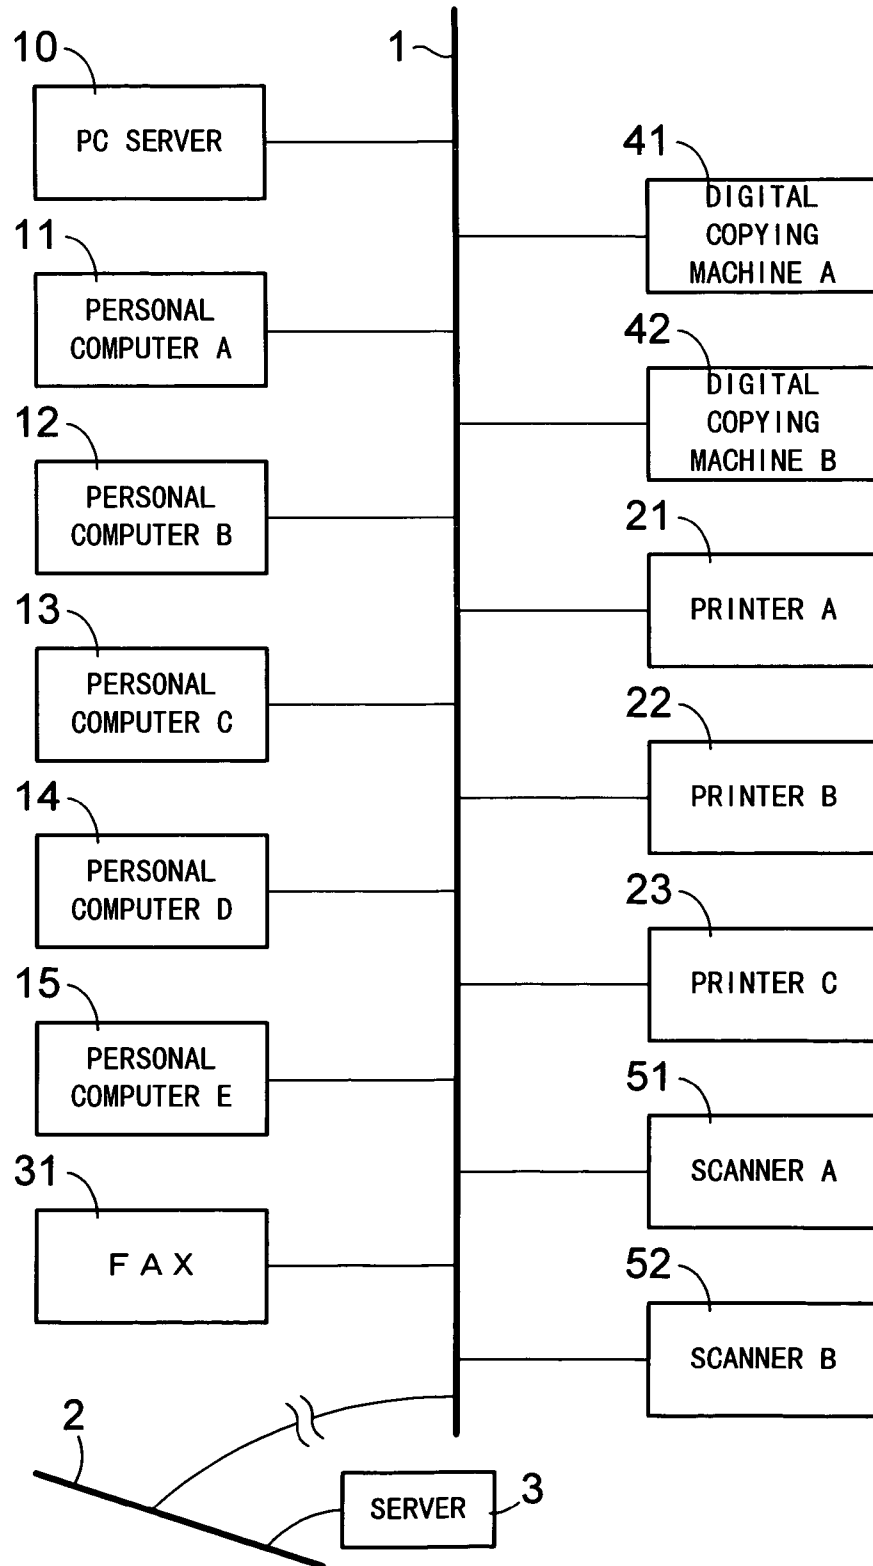 10
PC SERVER
11
PERSONAL
COMPUTER A
12
PERSONAL
COMPUTER B
13
PERSONAL
COMPUTER C
14
PERSONAL
COMPUTER D
15
PERSONAL
COMPUTER E
31
FAX
1
41
DIGITAL
COPYING
MACHINE A
42
DIGITAL
COPYING
MACHINE B
21
PRINTER A
22
PRINTER B
23
PRINTER C
51
SCANNER A
52
SCANNER B
2
SERVER
3